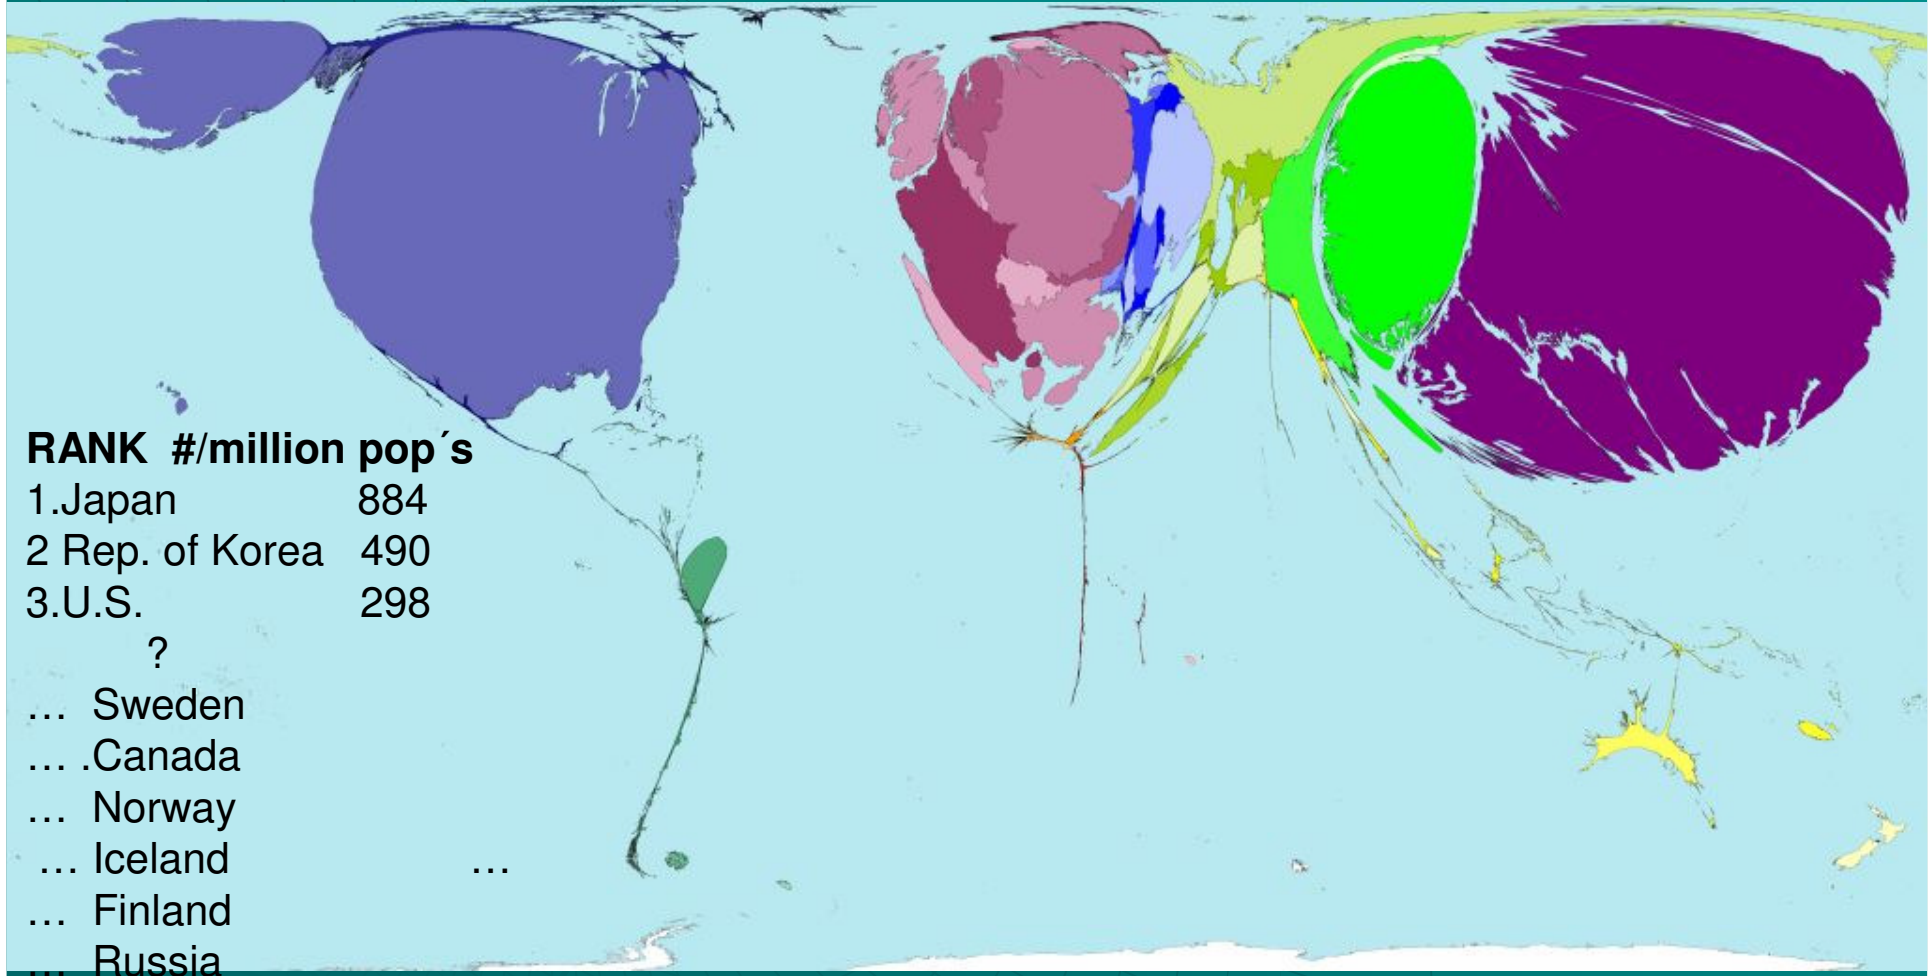 RANK #/million pop´s
1.Japan 884
2 Rep. of Korea 490
3.U.S. 298
?
… Sweden
… .Canada
… Norway
… Iceland …
… Finland
… Russia